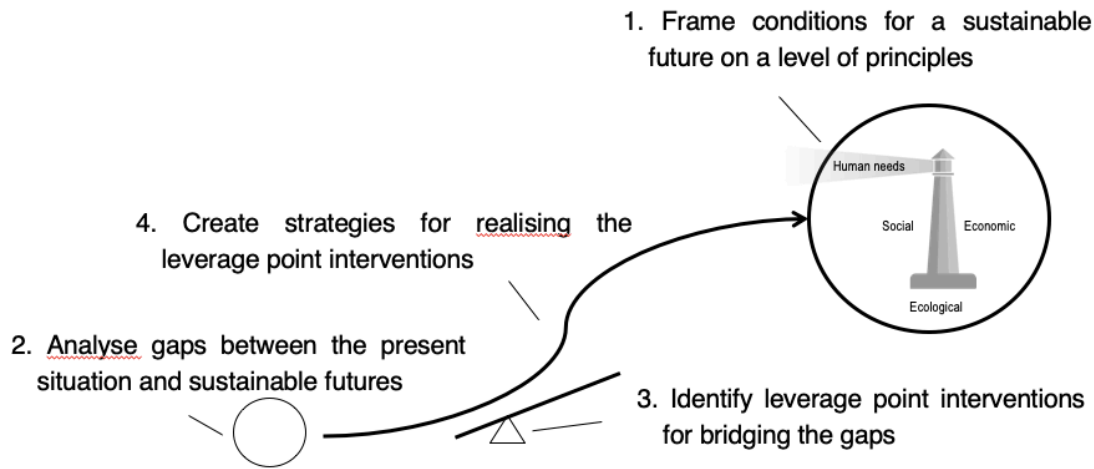 1. Frame conditions for a sustainable
future on a level of principles
Human needs
Social
Economic
Ecological
4. Create strategies for realising the
leverage point interventions
2. Analyse gaps between the present
situation and sustainable futures
3. Identify leverage point interventions
for bridging the gaps